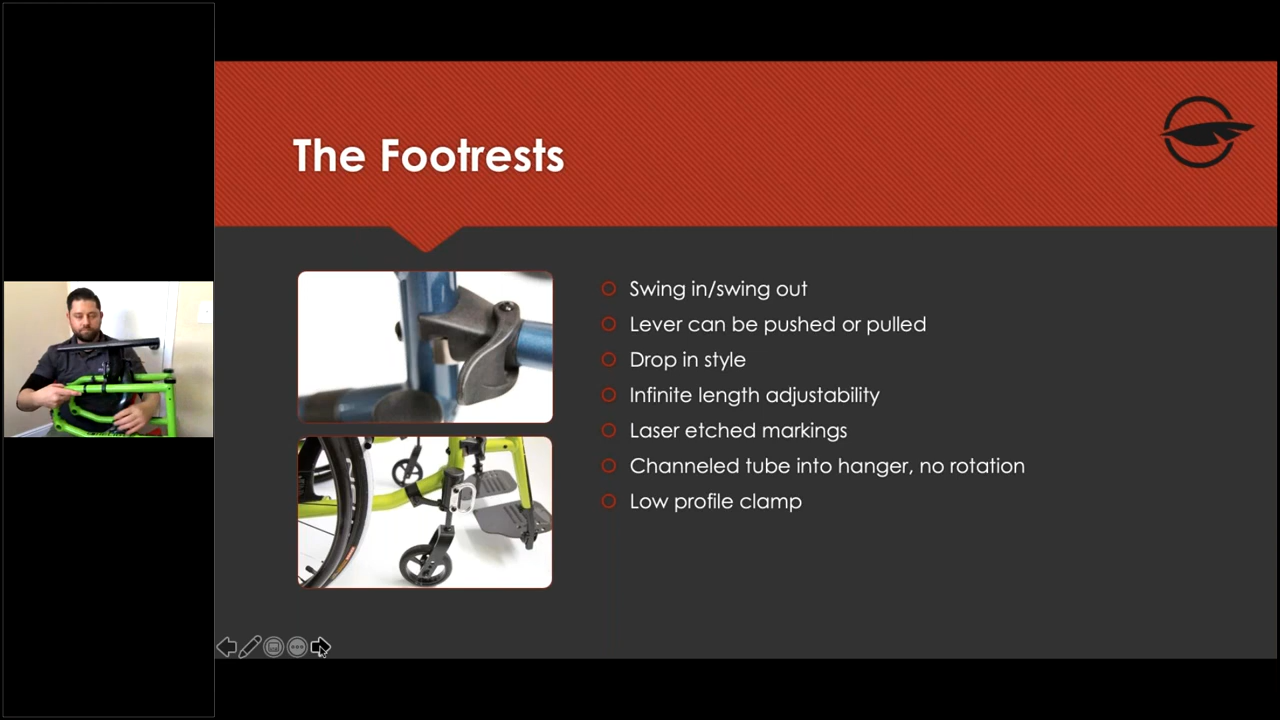 The Footrests
Swing in/swing out
Lever can be pushed or pulled
Drop in style
Infinite length adjustability
Laser etched markings
Channeled tube into hanger, no rotation
Low profile clamp